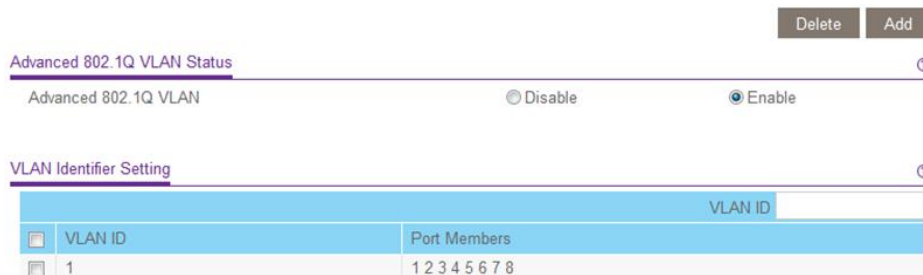 Delete Add
Advanced 802.1Q VLAN Status
Advanced 802.1Q VLAN Disable Enable
VLAN Identifier Setting
VLAN ID
VLAN ID Port Members
1 1 2 3 4 5 6 7 8